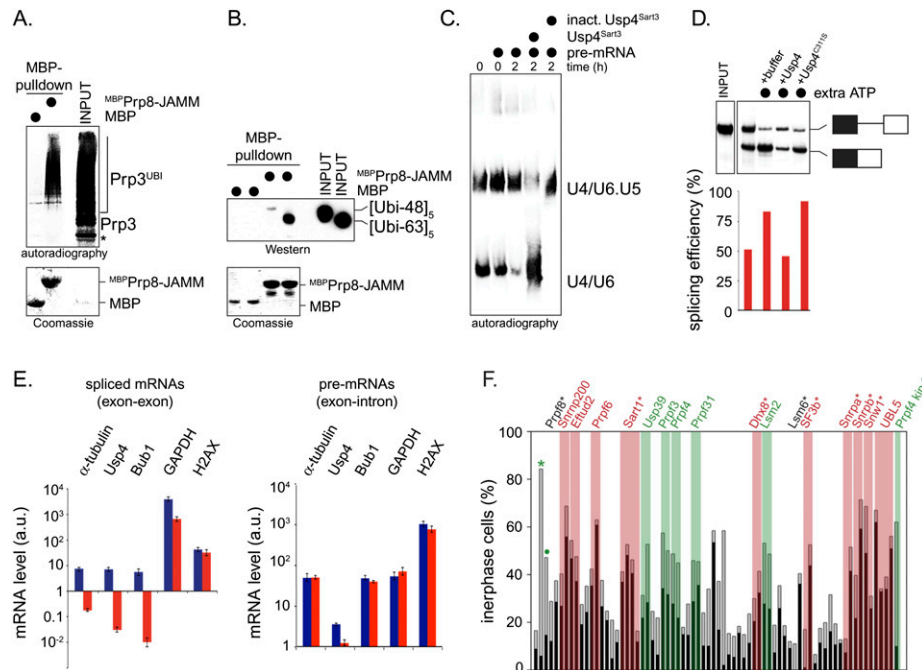 A.
MBP-
pulldown
INPUT
MBPPrp8-JAMM
MBP
Prp3UBI
Prp3
*
autoradiography
MBPPrp8-JAMM
MBP
Coomassie
B.
MBP-
pulldown
INPUT
INPUT
MBPPrp8-JAMM
MBP
[Ubi-48]5
[Ubi-63]5
Western
MBPPrp8-JAMM
MBP
Coomassie
C.
inact. Usp4Sart3
Usp4Sart3
pre-mRNA
0 0 2 2 2 time (h)
U4/U6.U5
U4/U6
autoradiography
D.
INPUT
+buffer
+Usp4
+Usp4C311S
extra ATP
splicing efficiency (%)
100
75
50
25
0
E.
spliced mRNAs
(exon-exon)
α-tubulin
Usp4
Bub1
GAPDH
H2AX
mRNA level (a.u.)
104
103
102
10
1
10-1
10-2
pre-mRNAs
(exon-intron)
α-tubulin
Usp4
Bub1
GAPDH
H2AX
mRNA level (a.u.)
104
103
102
10
1
F.
Prpf8*
Snrnp200
Eftud2
Prpf6
Sart1*
Usp39
Prpf3
Prpf4
Prpf31
Dhx8*
Lsm2
Lsm6*
SF3b*
Snrpa*
Snrpb*
Snw1*
UBL5
Prpf4 kin
inerphase cells (%)
100
80
60
40
20
0
*